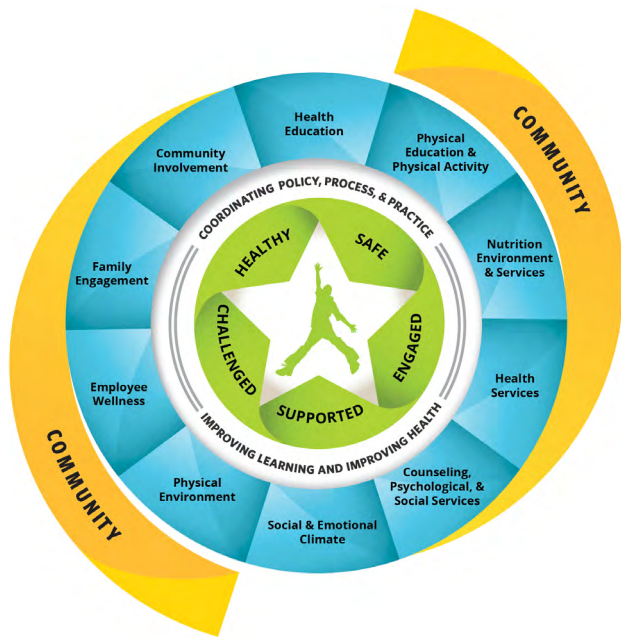 COMMUNITY
Health
Education
Physical
Education &
Physical Activity
Nutrition
Environment
& Services
Health
Services
Counseling,
Psychological, &
Social Services
Social & Emotional
Climate
Physical
Environment
Employee
Wellness
Family
Engagement
Community
Involvement
COORDINATING POLICY, PROCESS, & PRACTICE
IMPROVING LEARNING AND IMPROVING HEALTH
HEALTHY
SAFE
ENGAGED
SUPPORTED
CHALLENGED
COMMUNITY